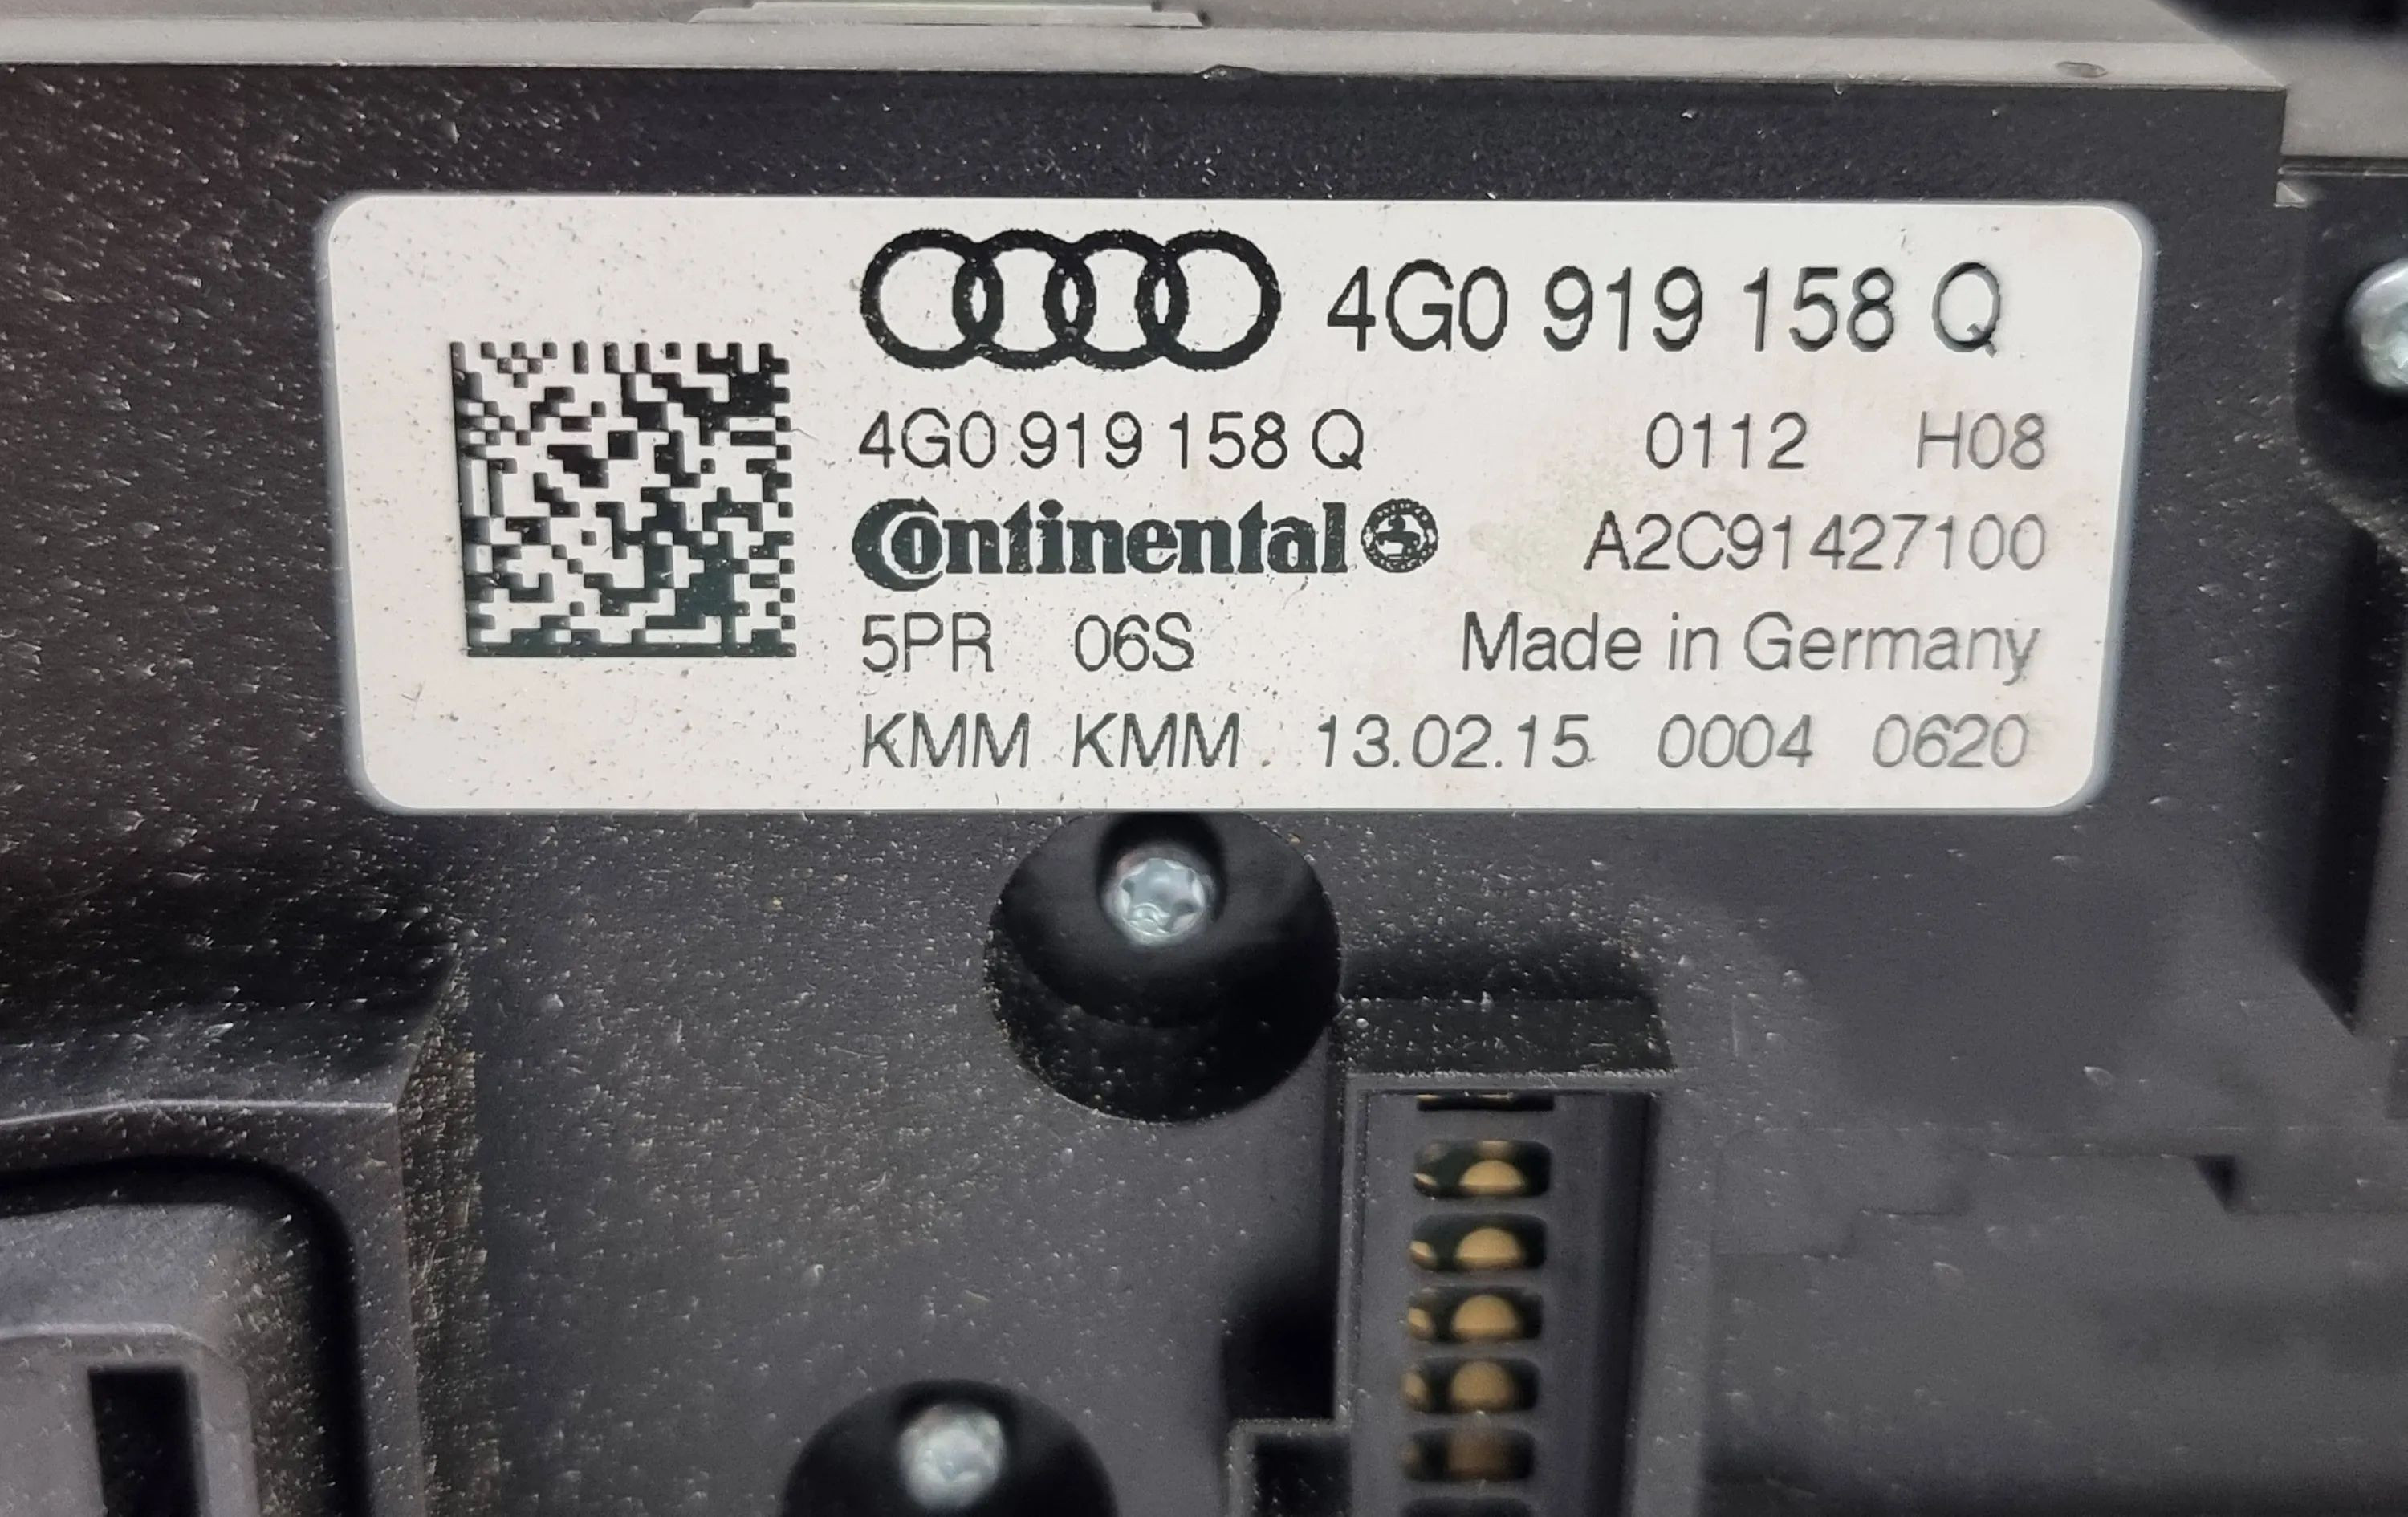 4G0 919 158 Q
4G0 919 158 Q 0112 H08
Continental A2C91427100
5PR 06S Made in Germany
KMM KMM 13.02.15 0004 0620